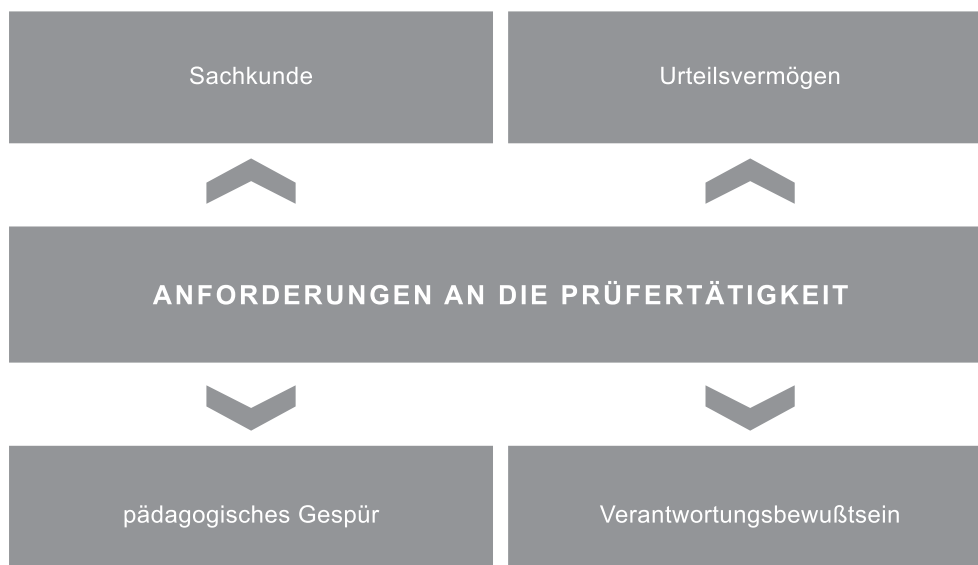 Sachkunde
Urteilsvermögen
ANFORDERUNGEN AN DIE PRÜFERTÄTIGKEIT
pädagogisches Gespür
Verantwortungsbewußtsein